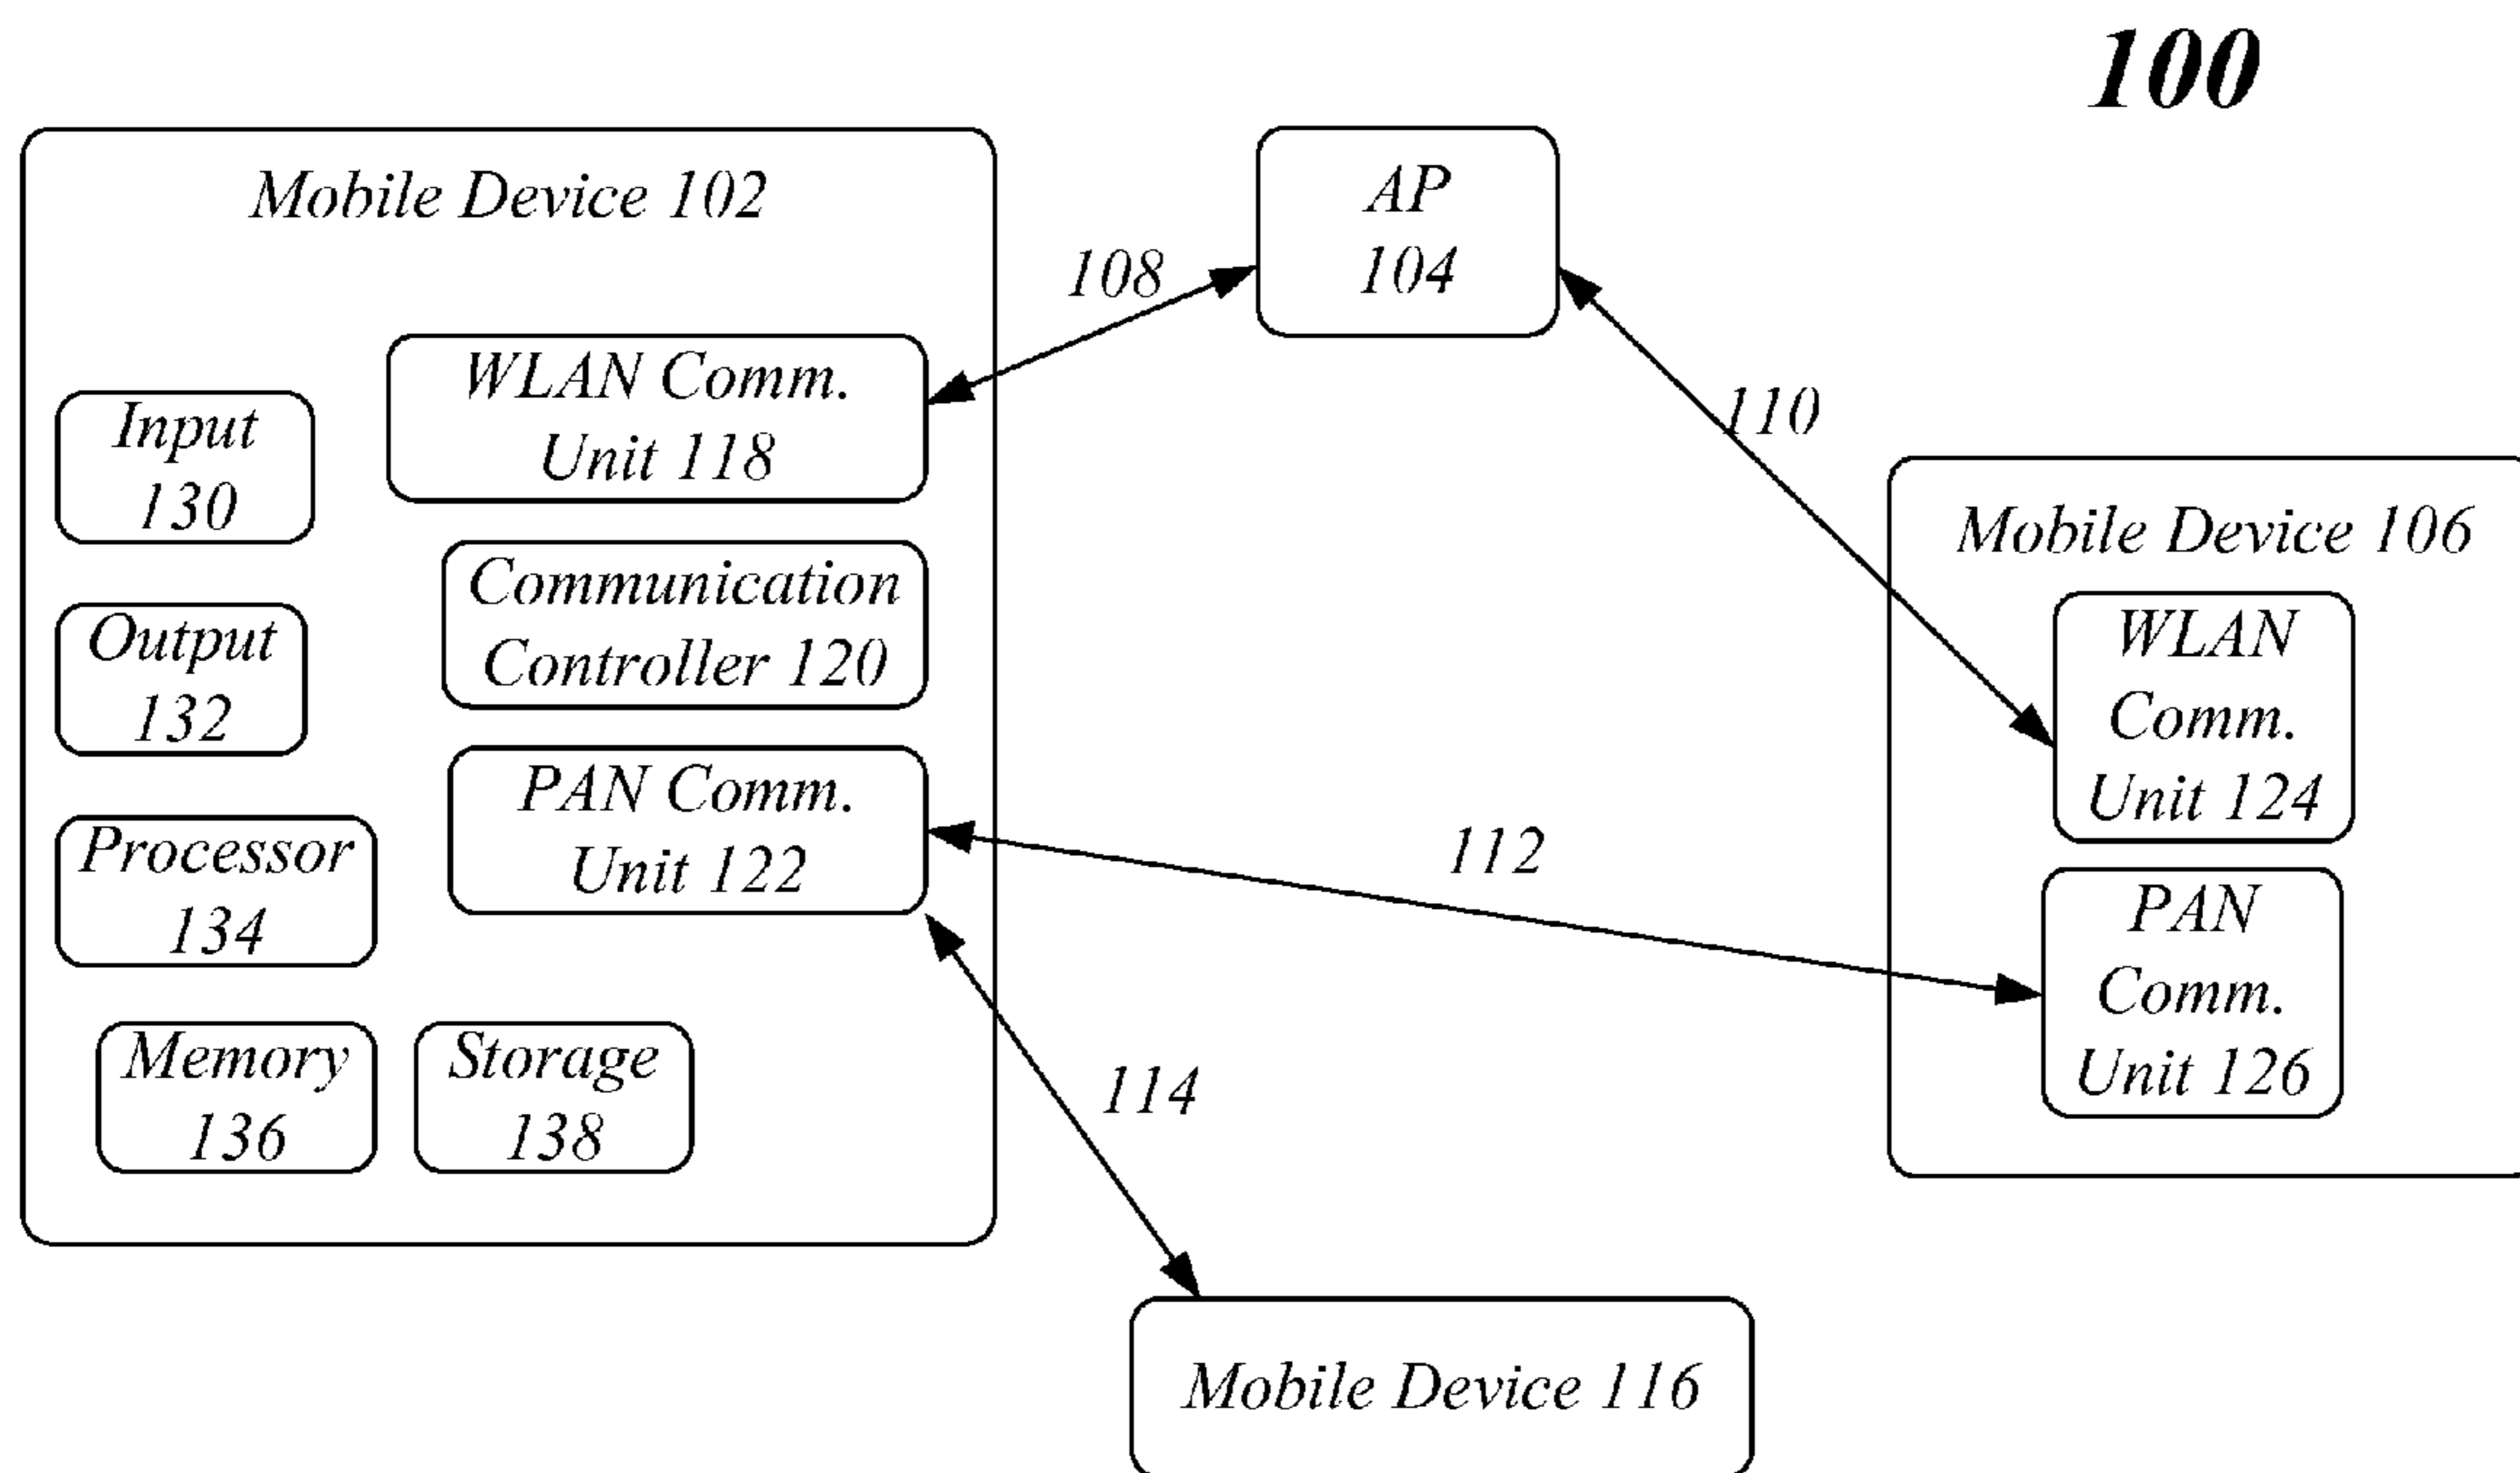 100
Mobile Device 102
AP
104
108
WLAN Comm.
Unit 118
110
Input
130
Communication
Controller 120
Mobile Device 106
Output
132
WLAN
Comm.
Unit 124
PAN Comm.
Unit 122
112
Processor
134
PAN
Comm.
Unit 126
Memory
136
Storage
138
114
Mobile Device 116